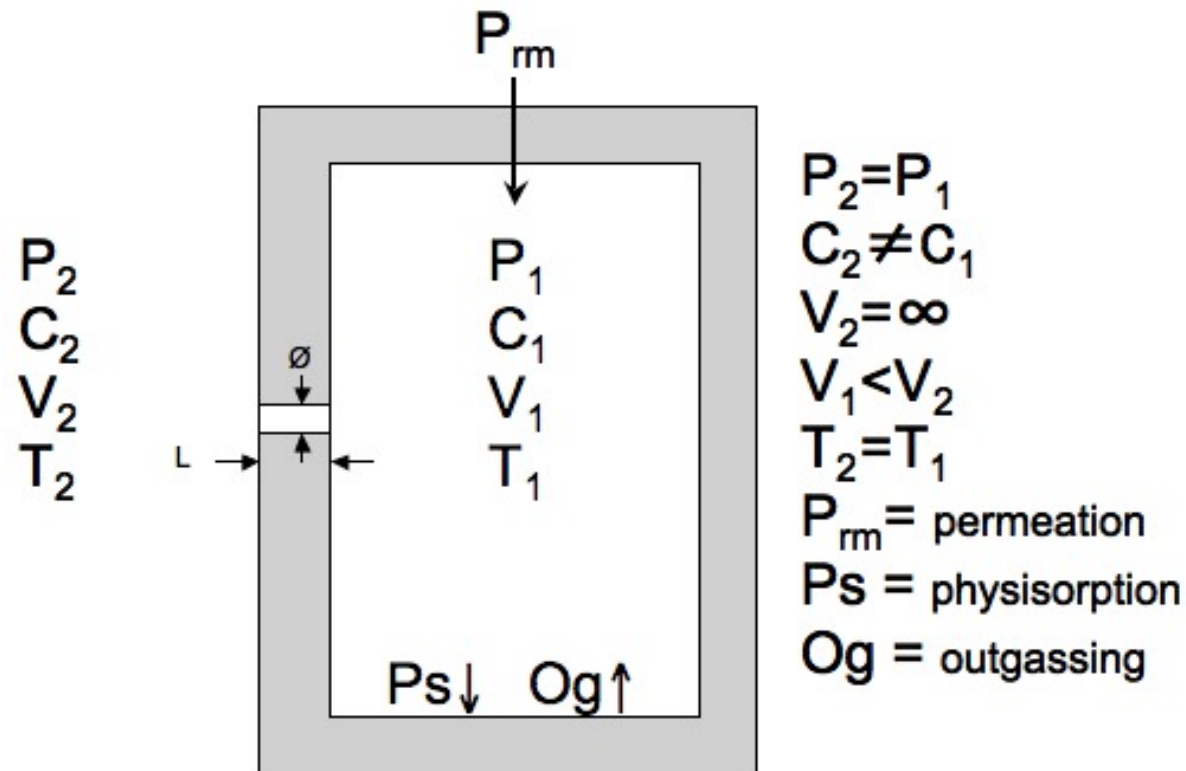 Prm
P2
C2
V2
T2
Ø
L
P1
C1
V1
T1
Ps↓ Og↑
P2=P1
C2≠C1
V2=∞
V1<V2
T2=T1
Prm= permeation
Ps = physisorption
Og = outgassing